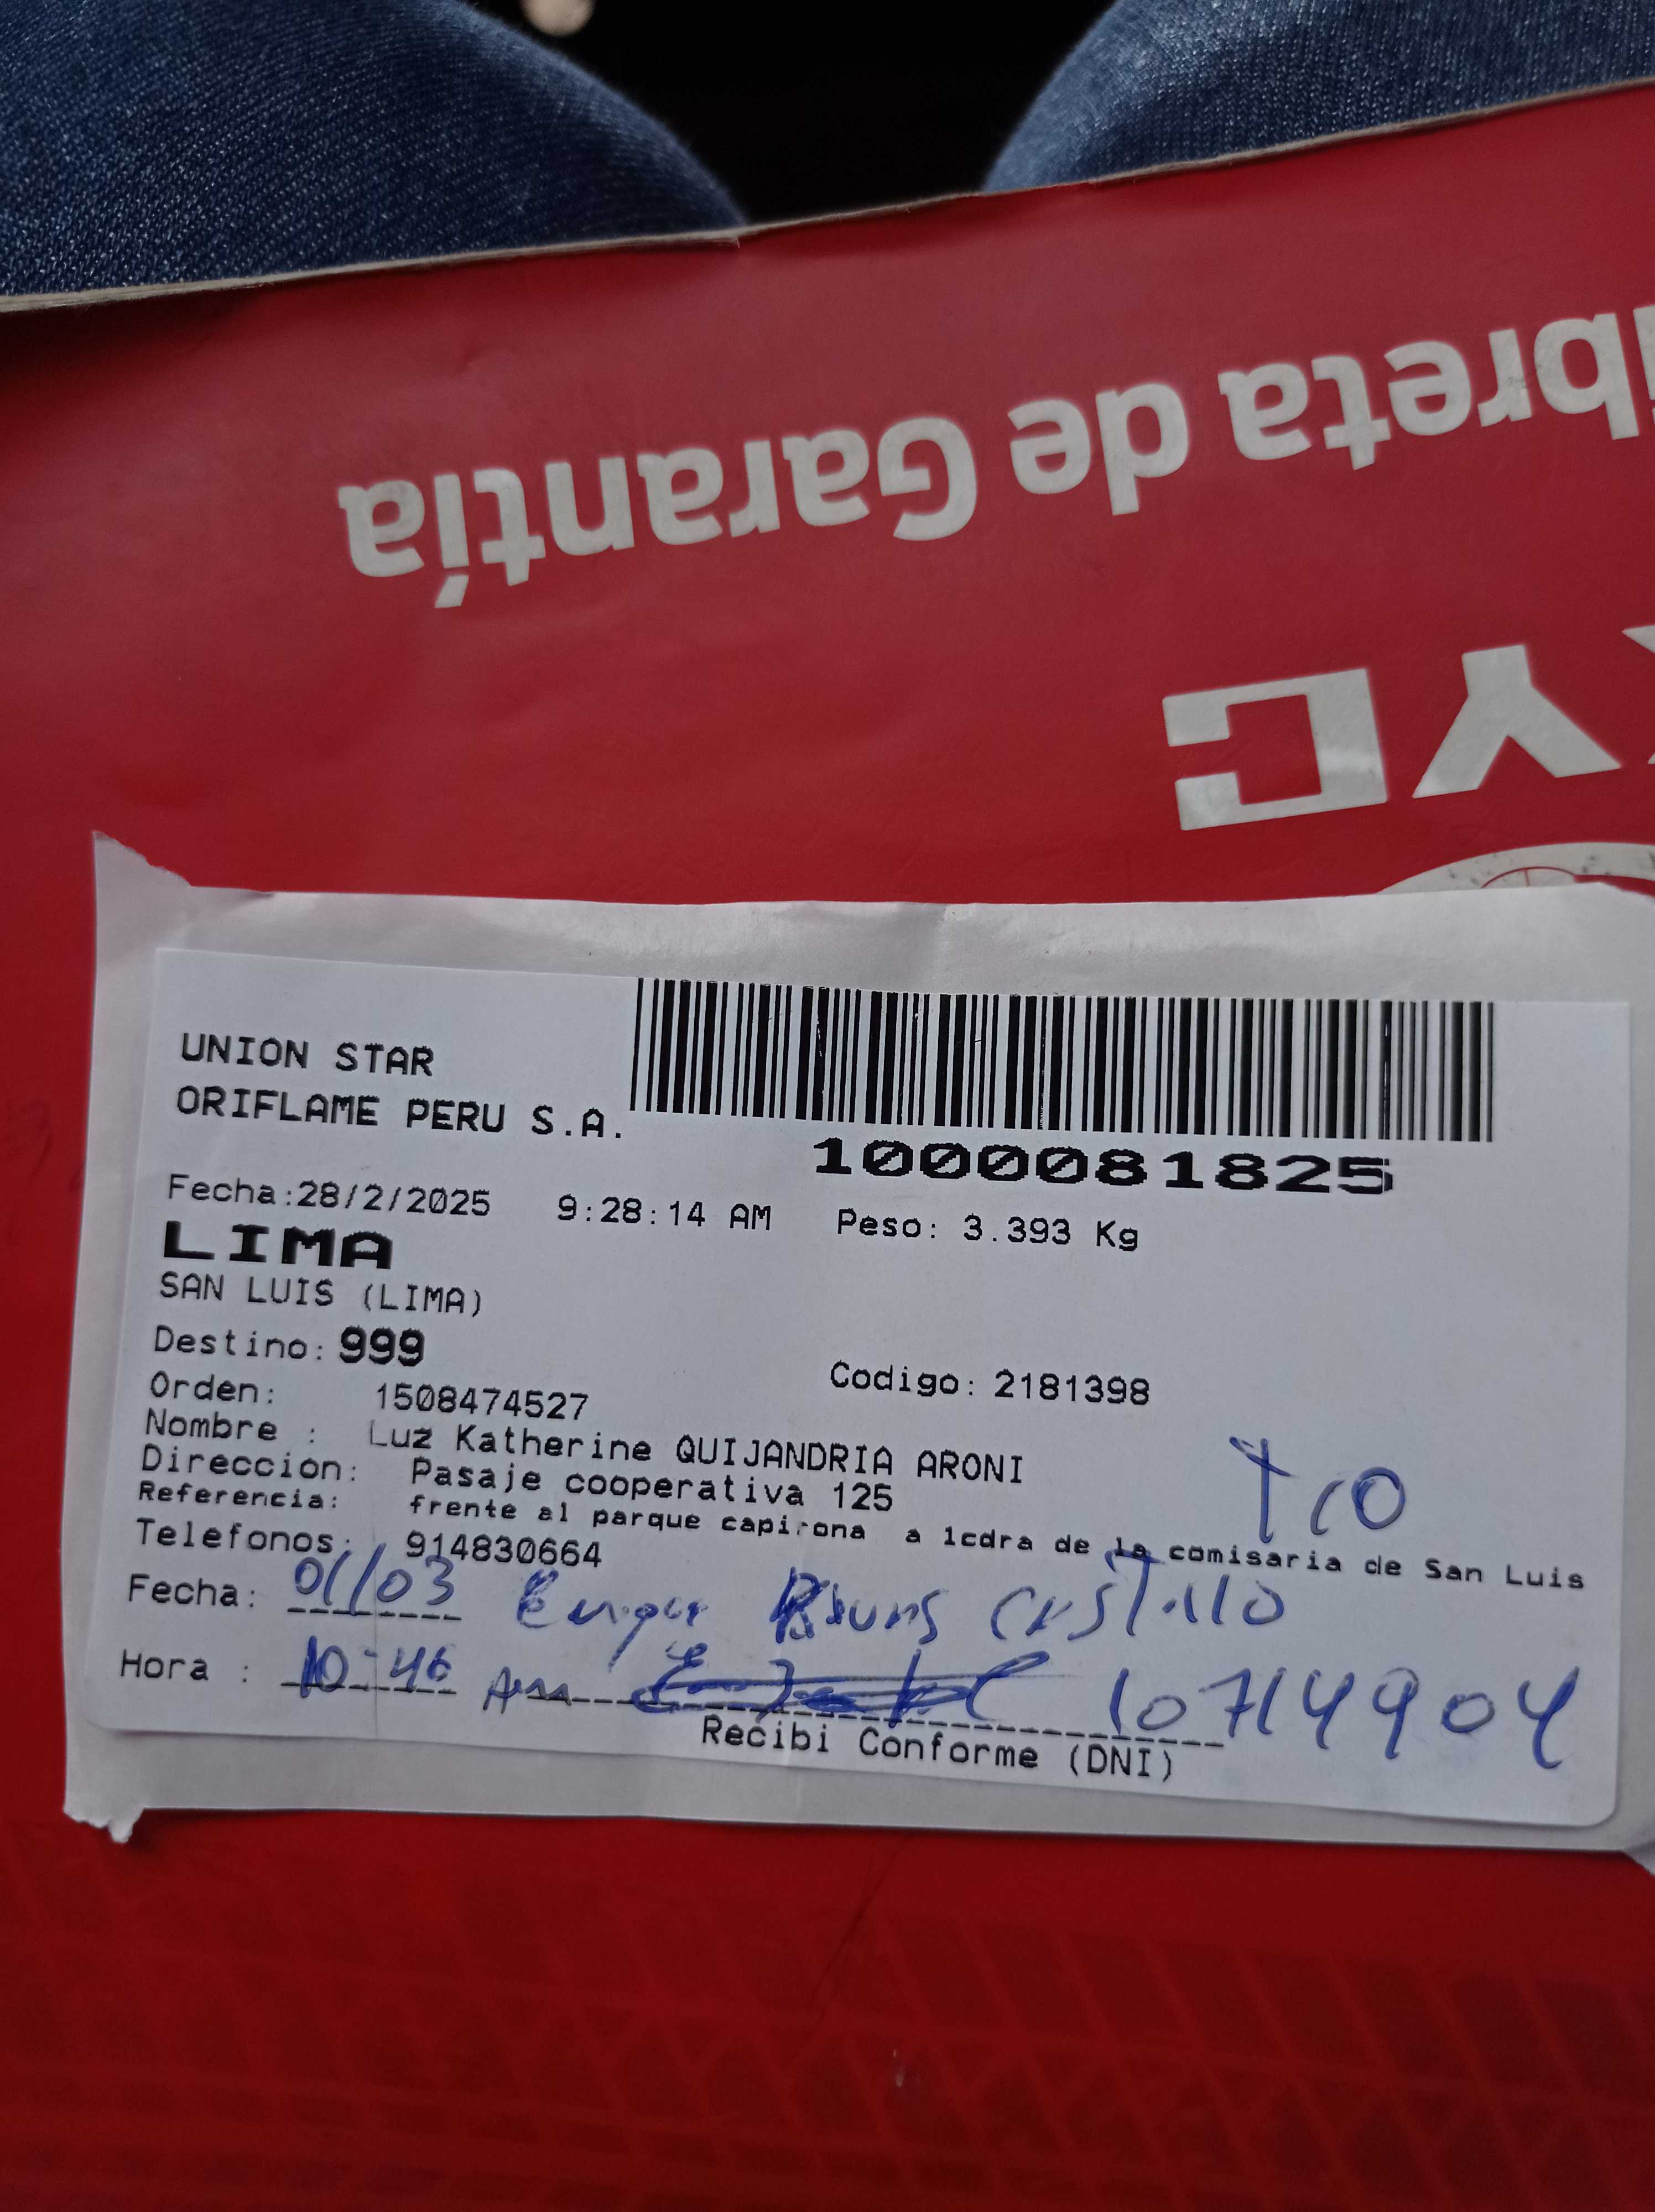 breta de Garantía
YC
UNION STAR
ORIFLAME PERU S.A.
1000081825
Fecha:28/2/2025 9:28:14 AM Peso: 3.393 Kg
LIMA
SAN LUIS (LIMA)
Destino: 999
Codigo: 2181398
Orden: 1508474527
Nombre : Luz Katherine QUIJANDRIA ARONI
Direccion: Pasaje cooperativa 125
Referencia: frente al parque capirona a 1cdra de la comisaria de San Luis
Telefonos: 914830664
Fecha: 01/03
Hora : 10:46 10714904
Recibi Conforme (DNI)